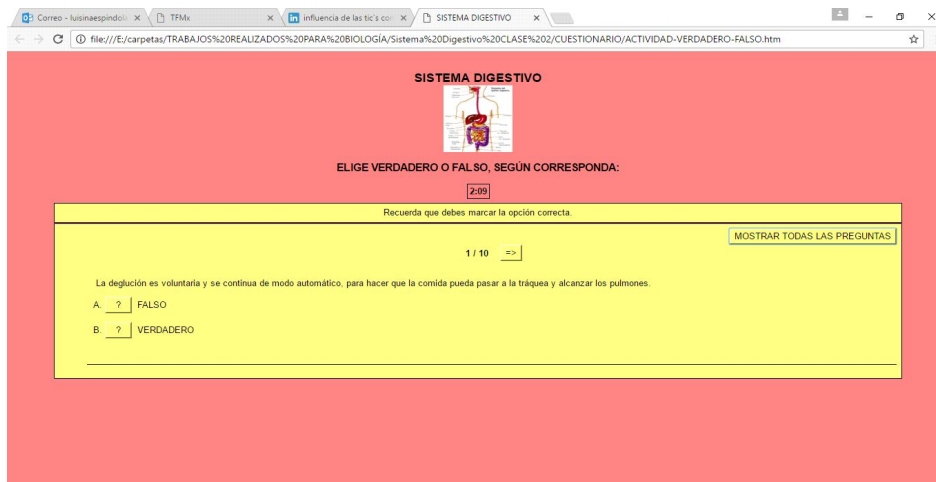 Correo - luisinaespindola
TFMx
influencia de las tic's con
SISTEMA DIGESTIVO
file:///E:/carpetas/TRABAJOS%20REALIZADOS%20PARA%20BIOLOGÍA/Sistema%20Digestivo%20CLASE%202/CUESTIONARIO/ACTIVIDAD-VERDADERO-FALSO.htm
SISTEMA DIGESTIVO
ELIGE VERDADERO O FALSO, SEGÚN CORRESPONDA:
2:09
Recuerda que debes marcar la opción correcta.
MOSTRAR TODAS LAS PREGUNTAS
1 / 10 =>
La deglución es voluntaria y se continua de modo automático, para hacer que la comida pueda pasar a la tráquea y alcanzar los pulmones.
A. ? FALSO
B. ? VERDADERO